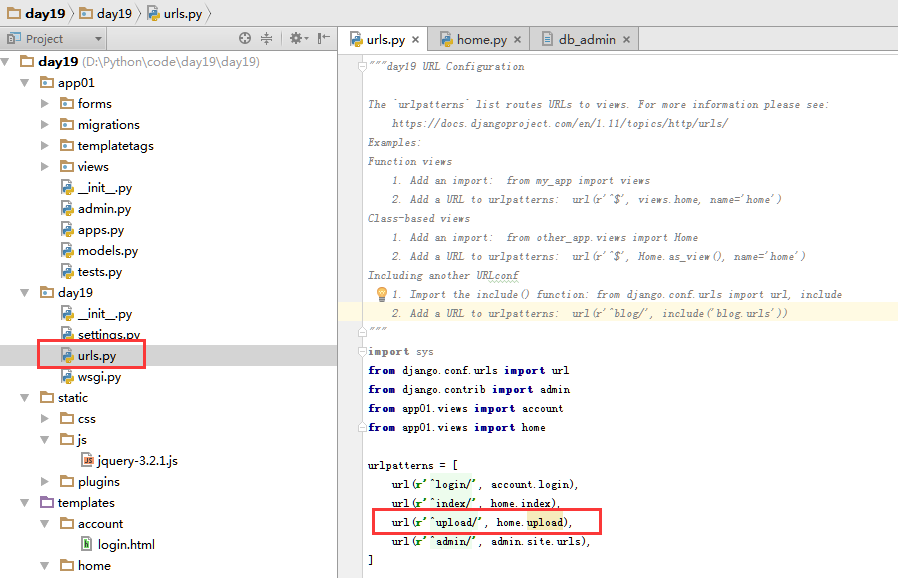 day19 day19 urls.py
Project
urls.py × home.py × db_admin ×
day19 (D:\Python\code\day19\day19)
app01
forms
migrations
templatetags
views
__init__.py
admin.py
apps.py
models.py
tests.py
day19
__init__.py
settings.py
urls.py
wsgi.py
static
css
js
JS
jquery-3.2.1.js
plugins
templates
account
login.html
home
"""day19 URL Configuration
The `urlpatterns` list routes URLs to views. For more information please see:
https://docs.djangoproject.com/en/1.11/topics/http/urls/
Examples:
Function views
1. Add an import:  from my_app import views
2. Add a URL to urlpatterns:  url(r'^$', views.home, name='home')
Class-based views
1. Add an import:  from other_app.views import Home
2. Add a URL to urlpatterns:  url(r'^$', Home.as_view(), name='home')
Including another URLconf
1. Import the include() function: from django.conf.urls import url, include
2. Add a URL to urlpatterns:  url(r'^blog/', include('blog.urls'))
"""
import sys
from django.conf.urls import url
from django.contrib import admin
from app01.views import account
from app01.views import home
urlpatterns = [
url(r'^login/', account.login),
url(r'^index/', home.index),
url(r'^upload/', home.upload),
url(r'^admin/', admin.site.urls),
]